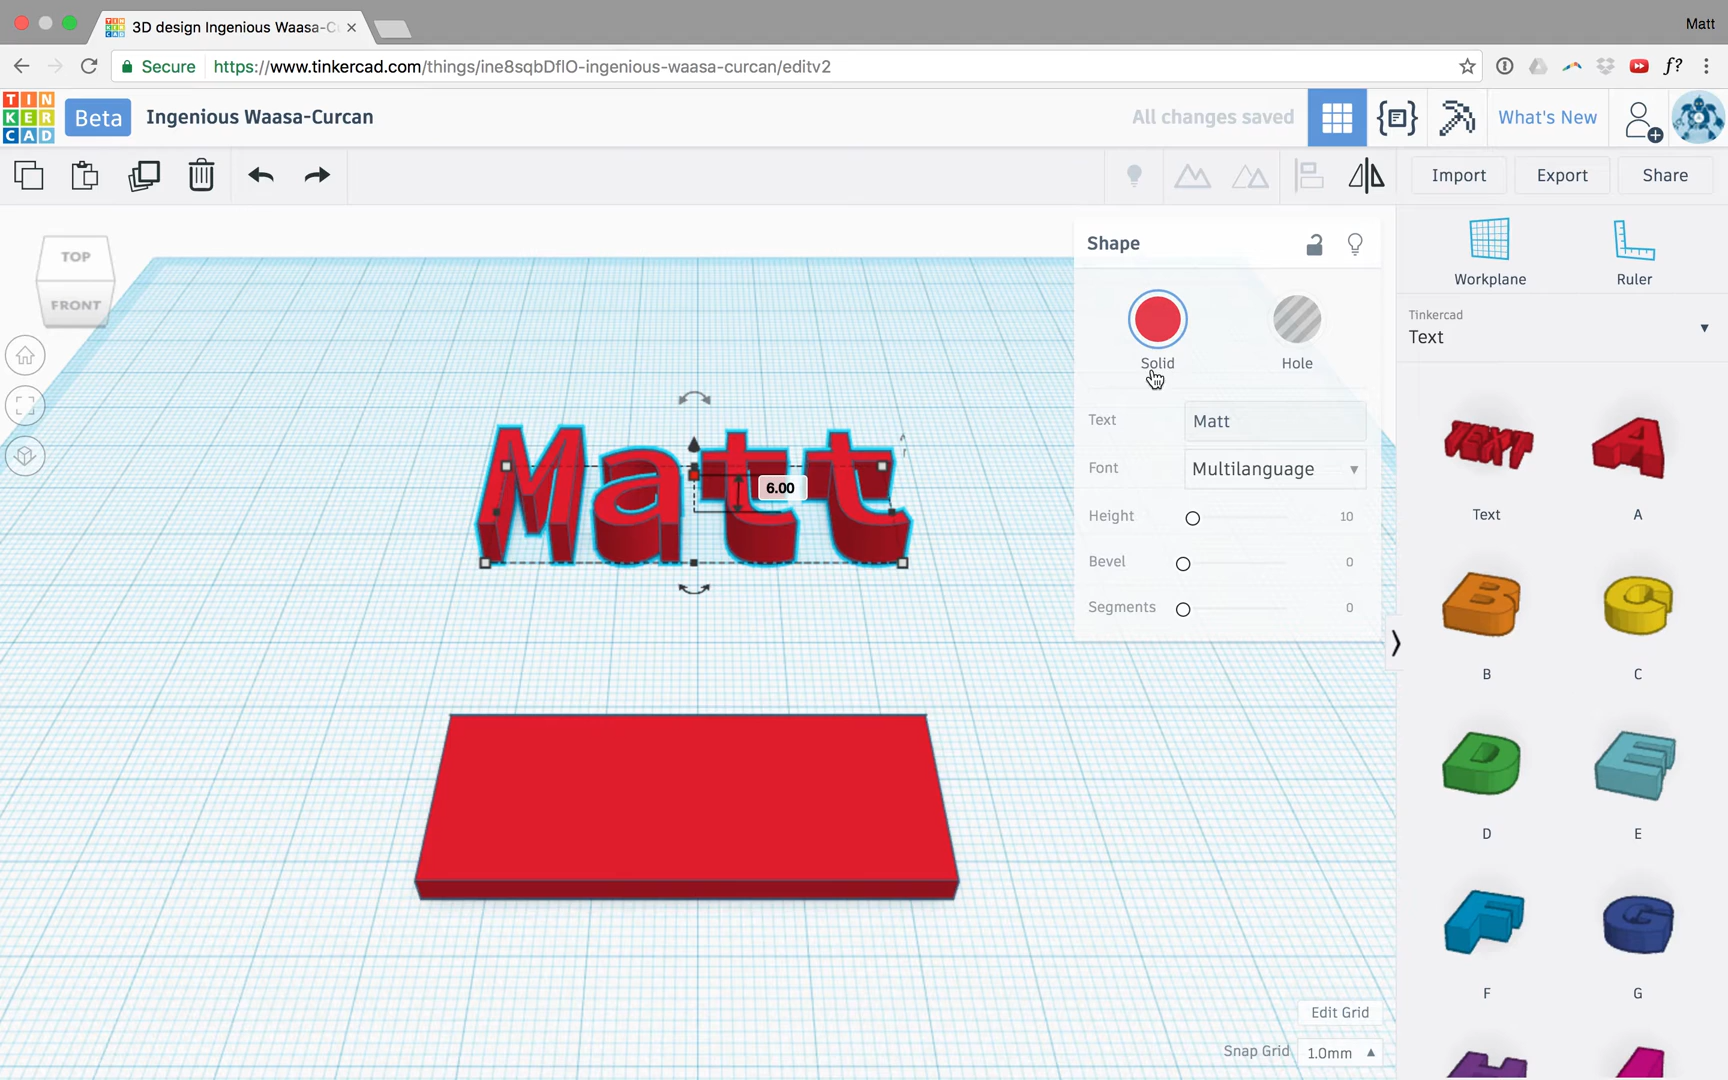 3D design Ingenious Waasa-C
Matt
Secure
https://www.tinkercad.com/things/ine8sqbDflO-ingenious-waasa-curcan/editv2
f?
TIN
KER
CAD
Beta
Ingenious Waasa-Curcan
All changes saved
What's New
Import
Export
Share
TOP
FRONT
Shape
Solid
Hole
Text
Matt
Font
Multilanguage
Height
10
Bevel
0
Segments
0
Matt
6.00
Workplane
Ruler
Tinkercad
Text
TEXT
A
Text
A
B
C
B
C
D
E
D
E
F
G
F
G
Edit Grid
Snap Grid
1.0mm